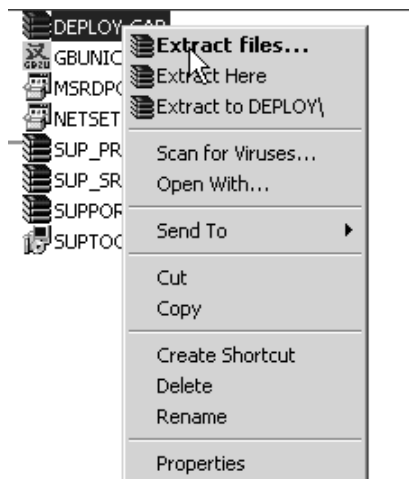 DEPLOY.CAB
GBUNIC
MSRDPC
NETSET
SUP_PR
SUP_SR
SUPPOR
SUPTOO
Extract files...
Extract Here
Extract to DEPLOY\
Scan for Viruses...
Open With...
Send To
Cut
Copy
Create Shortcut
Delete
Rename
Properties